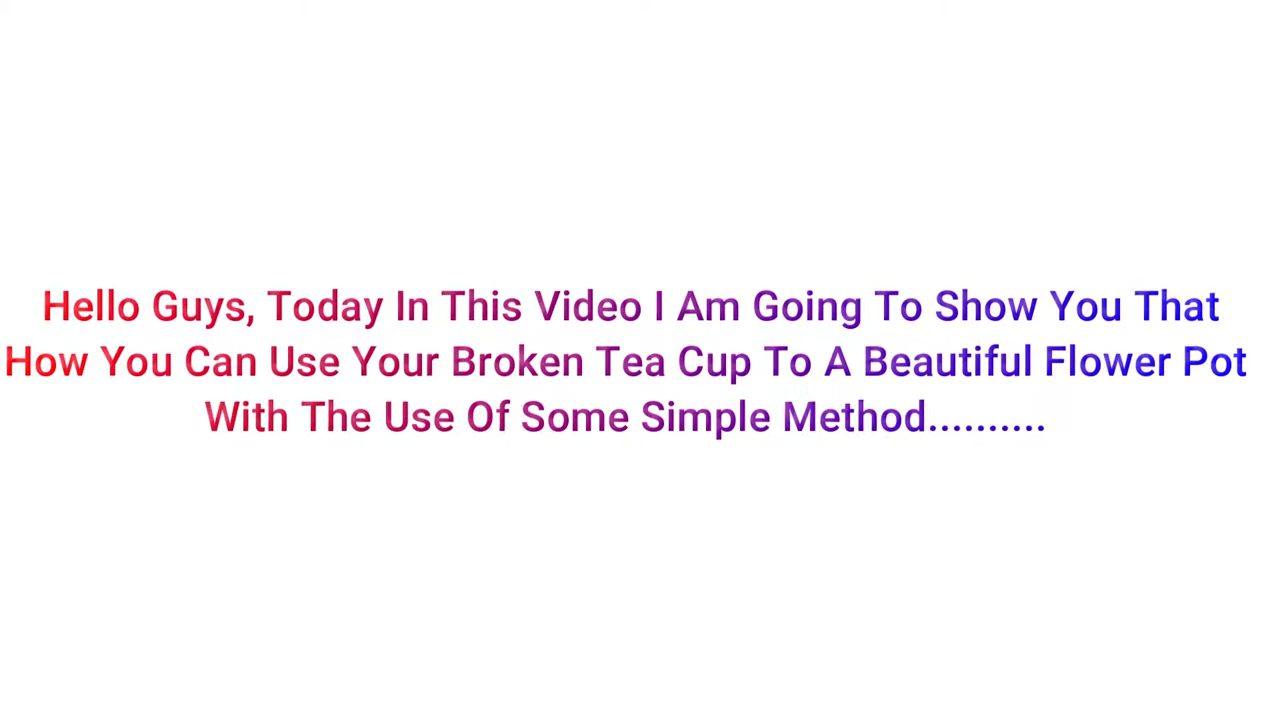 Hello Guys, Today In This Video I Am Going To Show You That
How You Can Use Your Broken Tea Cup To A Beautiful Flower Pot
With The Use Of Some Simple Method..........